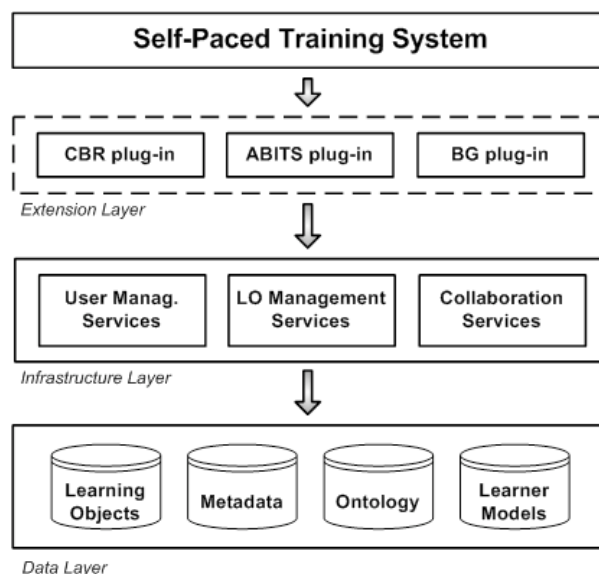 Self-Paced Training System
CBR plug-in
ABITS plug-in
BG plug-in
Extension Layer
User Manag.
Services
LO Management
Services
Collaboration
Services
Infrastructure Layer
Learning
Objects
Metadata
Ontology
Learner
Models
Data Layer